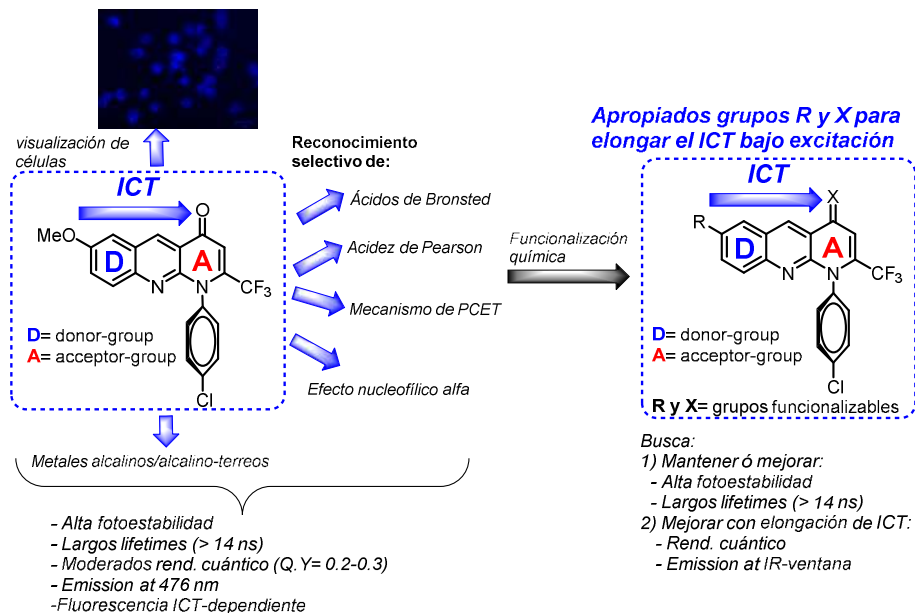 visualización de
células
ICT
O
MeO
D
A
N
N
CF3
Cl
D= donor-group
A= acceptor-group
Reconocimiento
selectivo de:
Ácidos de Bronsted
Acidez de Pearson
Mecanismo de PCET
Efecto nucleofílico alfa
Metales alcalinos/alcalino-terreos
- Alta fotoestabilidad
- Largos lifetimes (> 14 ns)
- Moderados rend. cuántico (Q.Y= 0.2-0.3)
- Emission at 476 nm
-Fluorescencia ICT-dependiente
Funcionalización
química
Apropiados grupos R y X para
elongar el ICT bajo excitación
ICT
X
R
D
A
N
N
CF3
Cl
D= donor-group
A= acceptor-group
R y X= grupos funcionalizables
Busca:
1) Mantener ó mejorar:
- Alta fotoestabilidad
- Largos lifetimes (> 14 ns)
2) Mejorar con elongación de ICT:
- Rend. cuántico
- Emission at IR-ventana